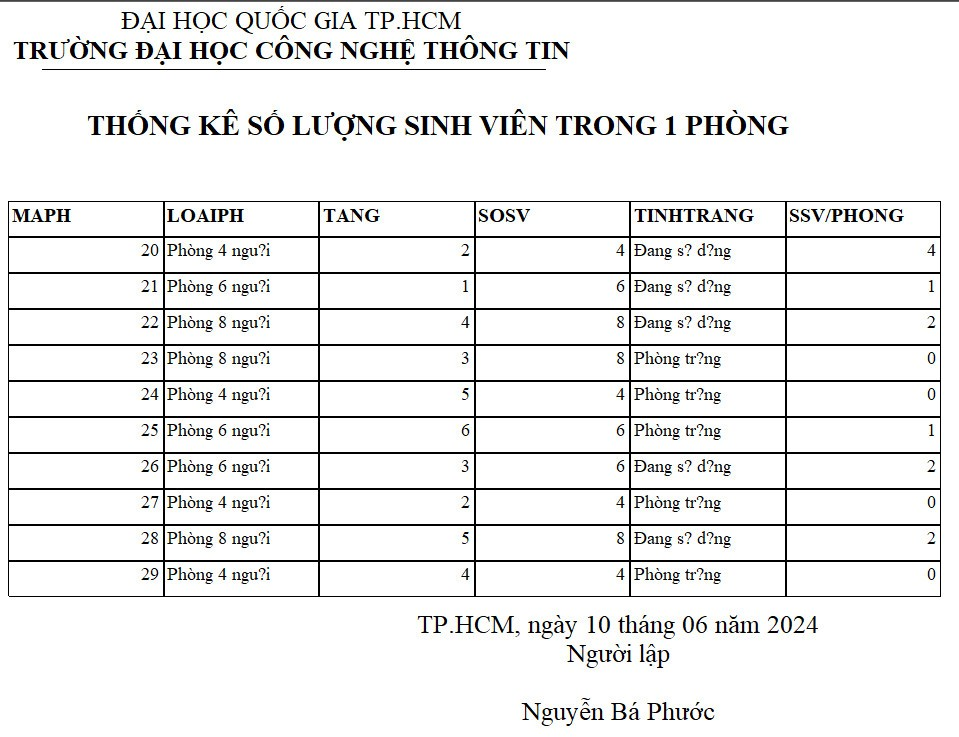 ĐẠI HỌC QUỐC GIA TP.HCM
TRƯỜNG ĐẠI HỌC CÔNG NGHỆ THÔNG TIN
THỐNG KÊ SỐ LƯỢNG SINH VIÊN TRONG 1 PHÒNG
MAPH LOAIPH TANG SOSV TINHTRANG SSV/PHONG
20 Phòng 4 ngu?i 2 4 Đang s? d?ng 4
21 Phòng 6 ngu?i 1 6 Đang s? d?ng 1
22 Phòng 8 ngu?i 4 8 Đang s? d?ng 2
23 Phòng 8 ngu?i 3 8 Phòng tr?ng 0
24 Phòng 4 ngu?i 5 4 Phòng tr?ng 0
25 Phòng 6 ngu?i 6 6 Phòng tr?ng 1
26 Phòng 6 ngu?i 3 6 Đang s? d?ng 2
27 Phòng 4 ngu?i 2 4 Phòng tr?ng 0
28 Phòng 8 ngu?i 5 8 Đang s? d?ng 2
29 Phòng 4 ngu?i 4 4 Phòng tr?ng 0
TP.HCM, ngày 10 tháng 06 năm 2024
Người lập
Nguyễn Bá Phước